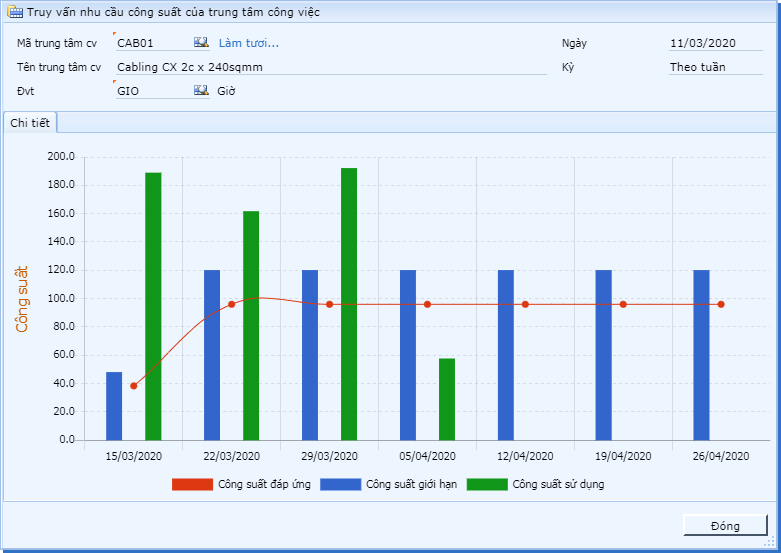 Truy vấn nhu cầu công suất của trung tâm công việc
Mã trung tâm cv CAB01 Làm tươi... Ngày 11/03/2020
Tên trung tâm cv Cabling CX 2c x 240sqmm Kỳ Theo tuần
Đvt GIO Giờ
Chi tiết
200.0
180.0
160.0
140.0
120.0
100.0
80.0
60.0
40.0
20.0
0.0
Công suất
15/03/2020 22/03/2020 29/03/2020 05/04/2020 12/04/2020 19/04/2020 26/04/2020
Công suất đáp ứng Công suất giới hạn Công suất sử dụng
Đóng